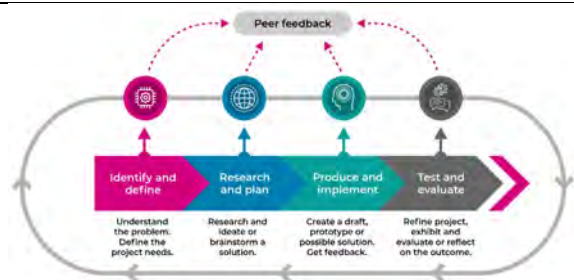 Peer feedback
Identify and
define
Research
and plan
Produce and
implement
Test and
evaluate
Understand
the problem.
Define the
project needs.
Research and
ideate or
brainstorm a
solution.
Create a draft,
prototype or
possible solution.
Get feedback.
Refine project,
exhibit and
evaluate or reflect
on the outcome.